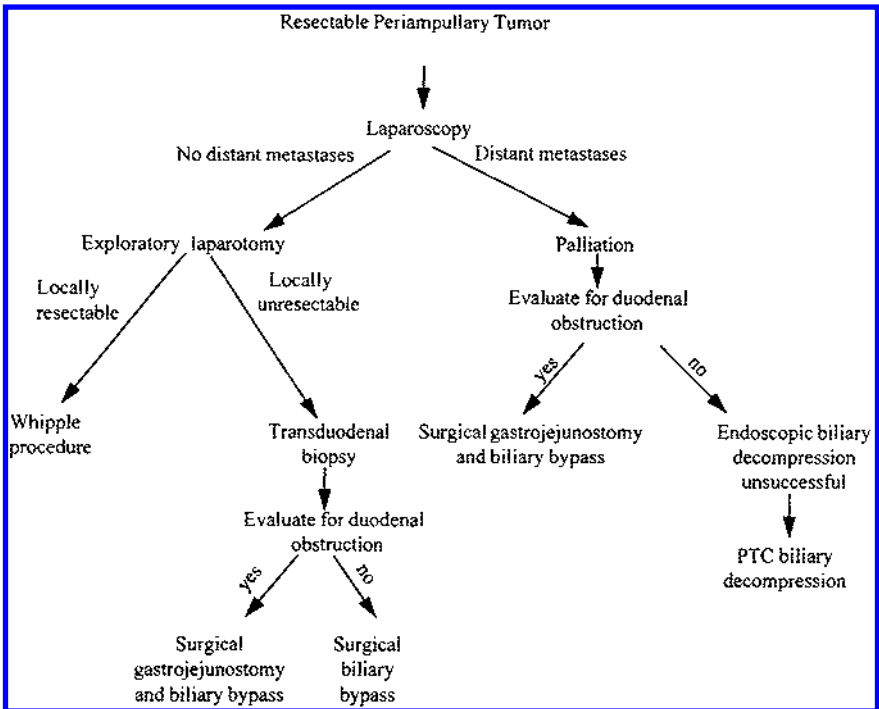 Resectable Periampullary Tumor
Laparoscopy
No distant metastases
Distant metastases
Exploratory laparotomy
Palliation
Locally
resectable
Locally
unresectable
Evaluate for duodenal
obstruction
yes
no
Whipple
procedure
Transduodenal
biopsy
Surgical gastrojejunostomy
and biliary bypass
Endoscopic biliary
decompression
unsuccessful
Evaluate for duodenal
obstruction
PTC biliary
decompression
yes
no
Surgical
gastrojejunostomy
and biliary bypass
Surgical
biliary
bypass